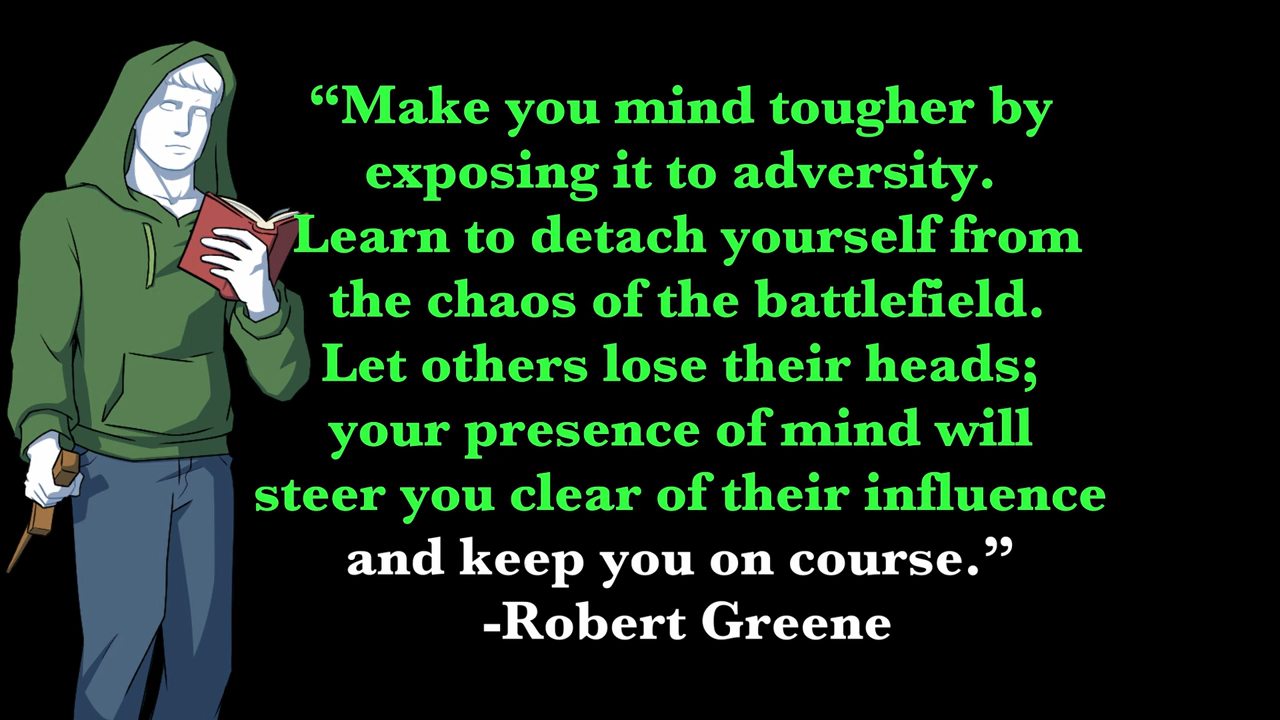 “Make you mind tougher by
exposing it to adversity.
Learn to detach yourself from
the chaos of the battlefield.
Let others lose their heads;
your presence of mind will
steer you clear of their influence
and keep you on course.”
-Robert Greene